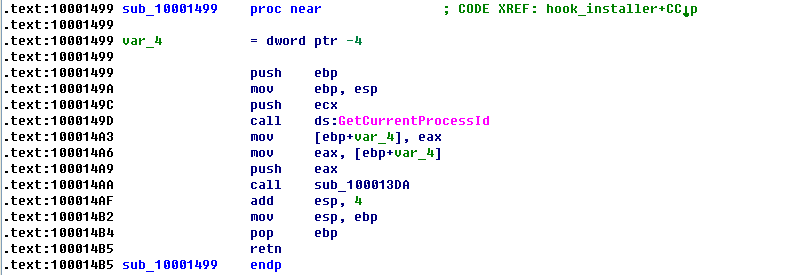 .text:10001499 sub_10001499 proc near ; CODE XREF: hook_installer+CC↓p
.text:10001499
.text:10001499 var_4 = dword ptr -4
.text:10001499
.text:10001499 push ebp
.text:1000149A mov ebp, esp
.text:1000149C push ecx
.text:1000149D call ds:GetCurrentProcessId
.text:100014A3 mov [ebp+var_4], eax
.text:100014A6 mov eax, [ebp+var_4]
.text:100014A9 push eax
.text:100014AA call sub_100013DA
.text:100014AF add esp, 4
.text:100014B2 mov esp, ebp
.text:100014B4 pop ebp
.text:100014B5 retn
.text:100014B5 sub_10001499 endp